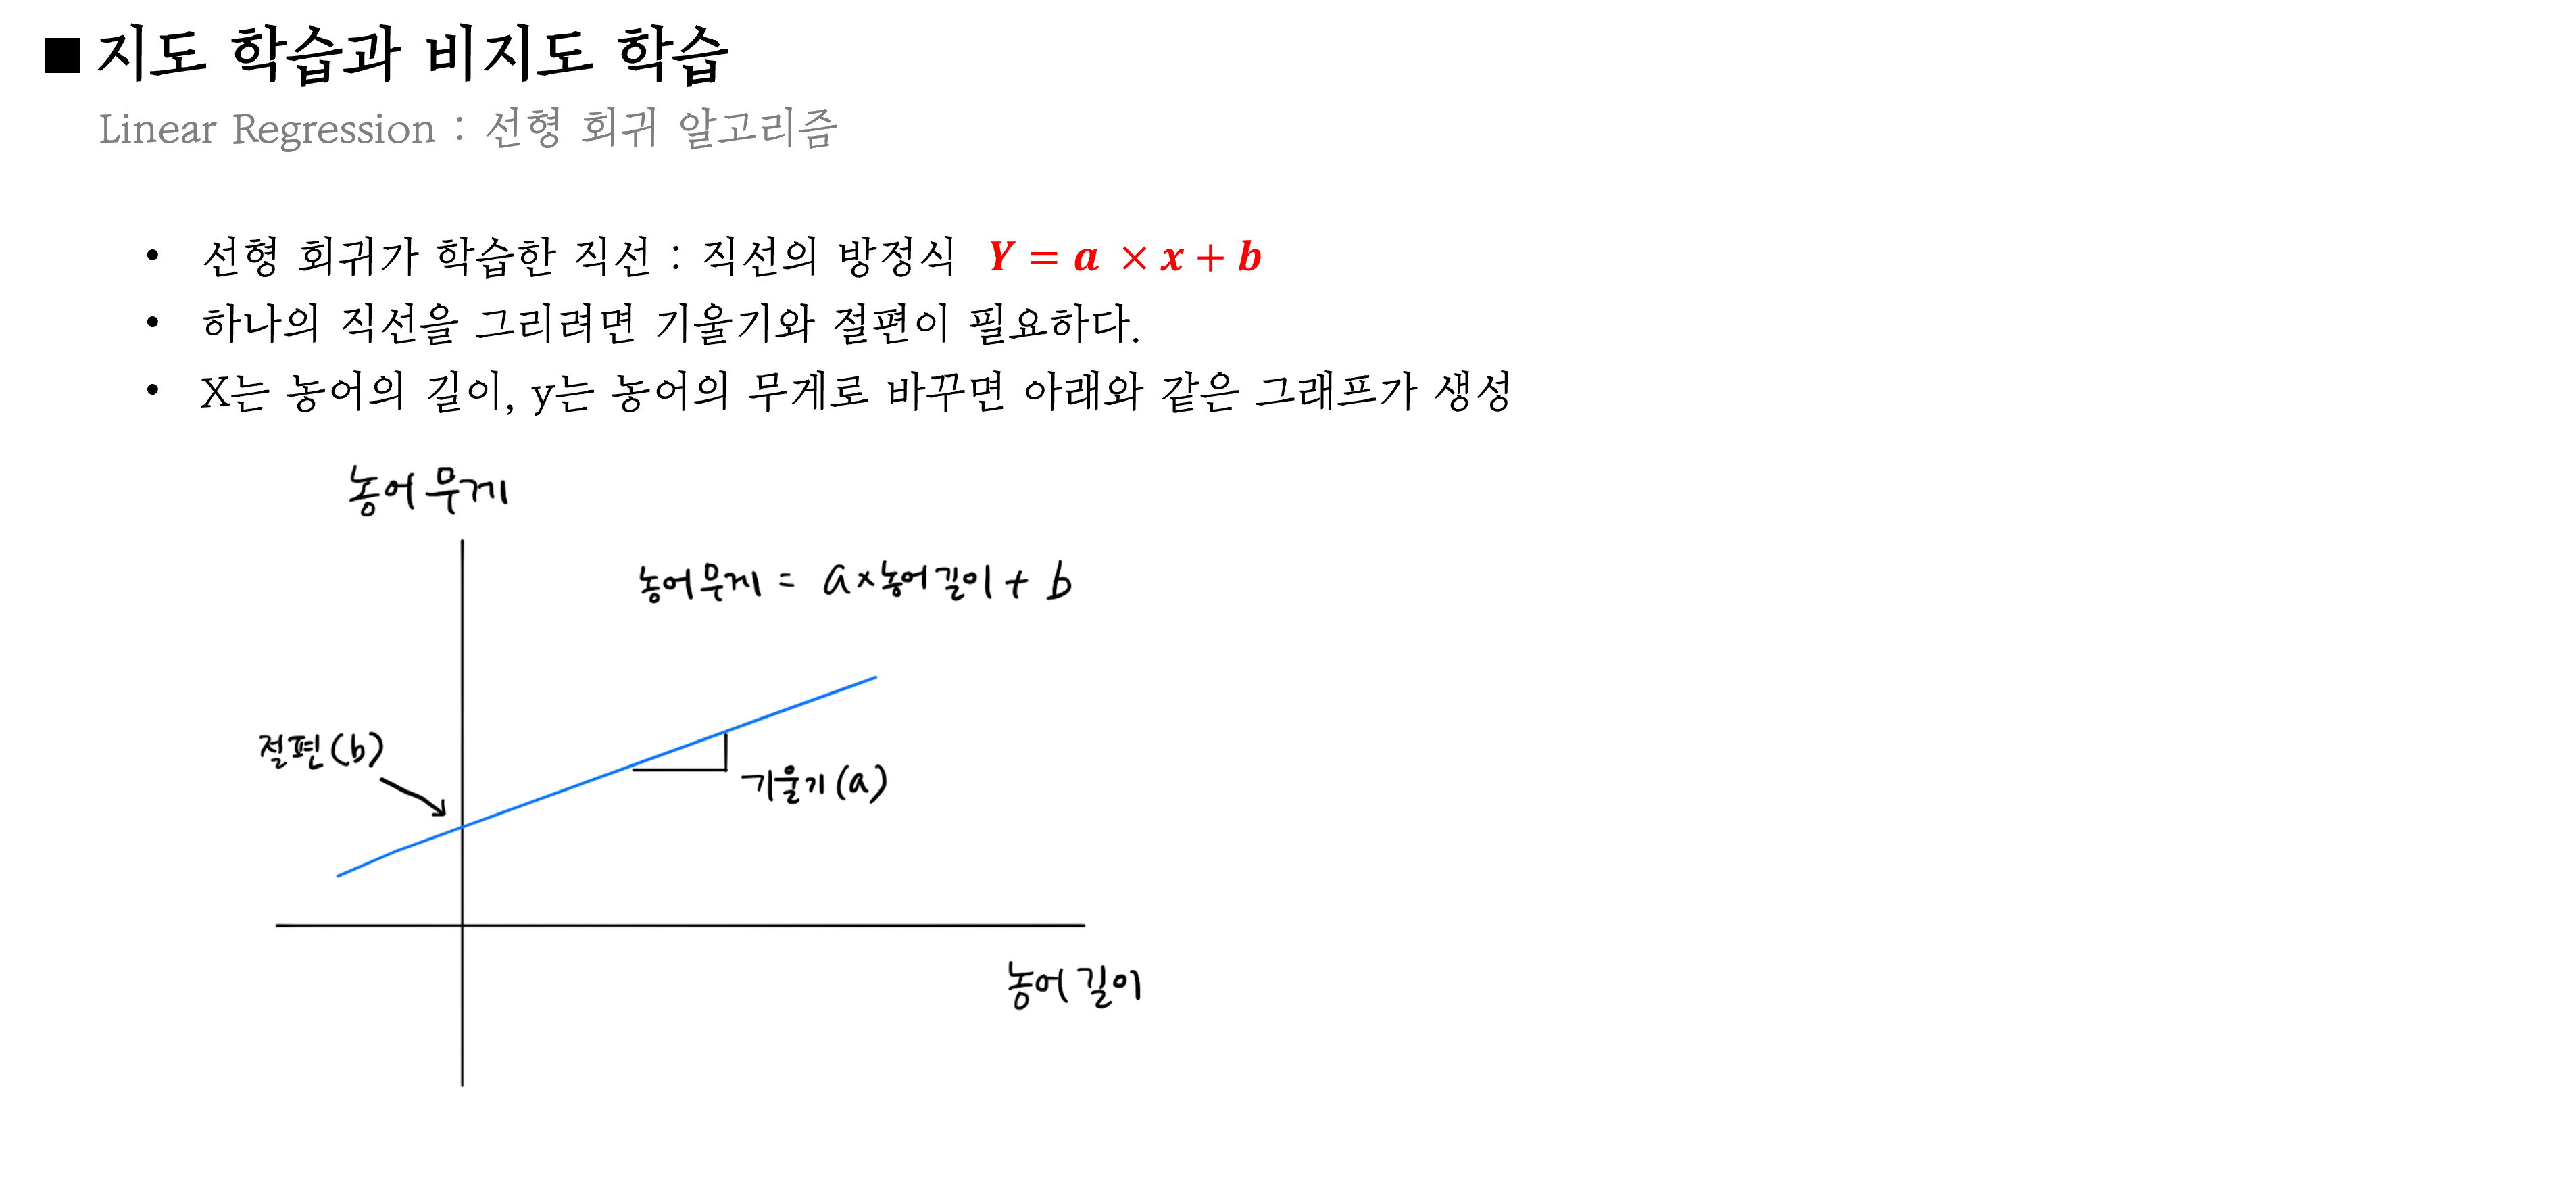 ■ 지도 학습과 비지도 학습
Linear Regression : 선형 회귀 알고리즘
• 선형 회귀가 학습한 직선 : 직선의 방정식 Y = a × x + b
• 하나의 직선을 그리려면 기울기와 절편이 필요하다.
• X는 농어의 길이, y는 농어의 무게로 바꾸면 아래와 같은 그래프가 생성
농어 무게
농어무게 = a×농어길이 + b
절편(b)
기울기(a)
농어 길이